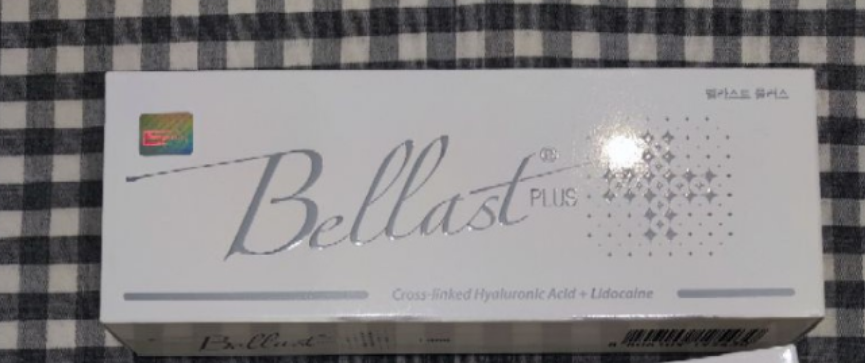 벨라스트 플러스
Bellast® PLUS
Cross-linked Hyaluronic Acid + Lidocaine
Bellast